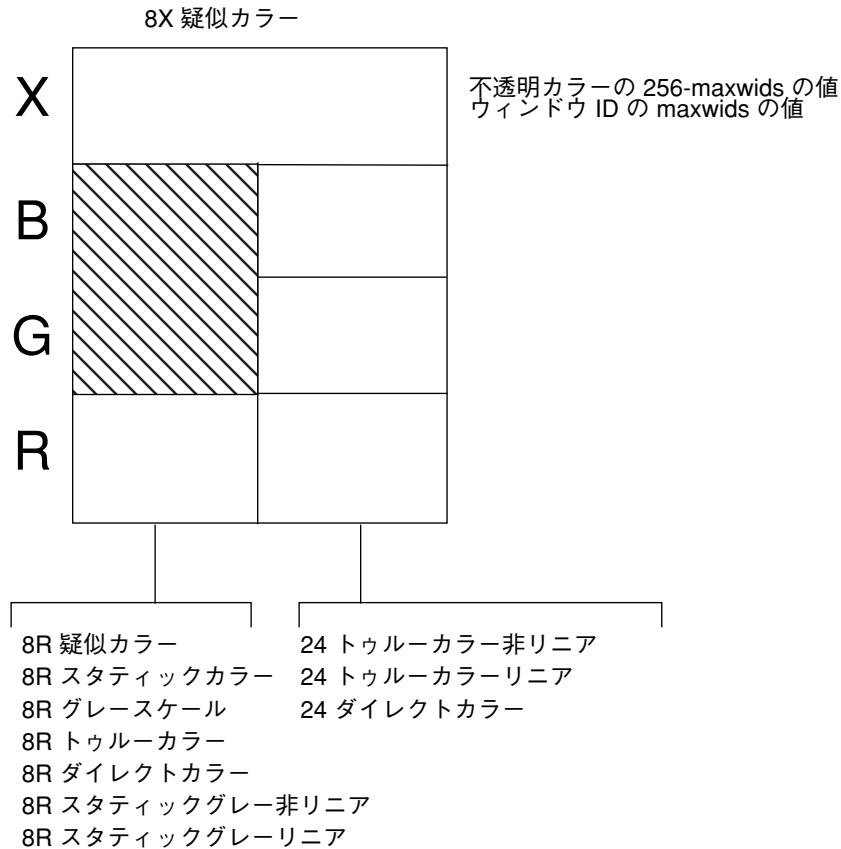 8X 疑似カラー
X
不透明カラーの 256-maxwids の値
ウィンドウ ID の maxwids の値
B
G
R
8R 疑似カラー
8R スタティックカラー
8R グレースケール
8R トゥルーカラー
8R ダイレクトカラー
8R スタティックグレー非リニア
8R スタティックグレーリニア
24 トゥルーカラー非リニア
24 トゥルーカラーリニア
24 ダイレクトカラー